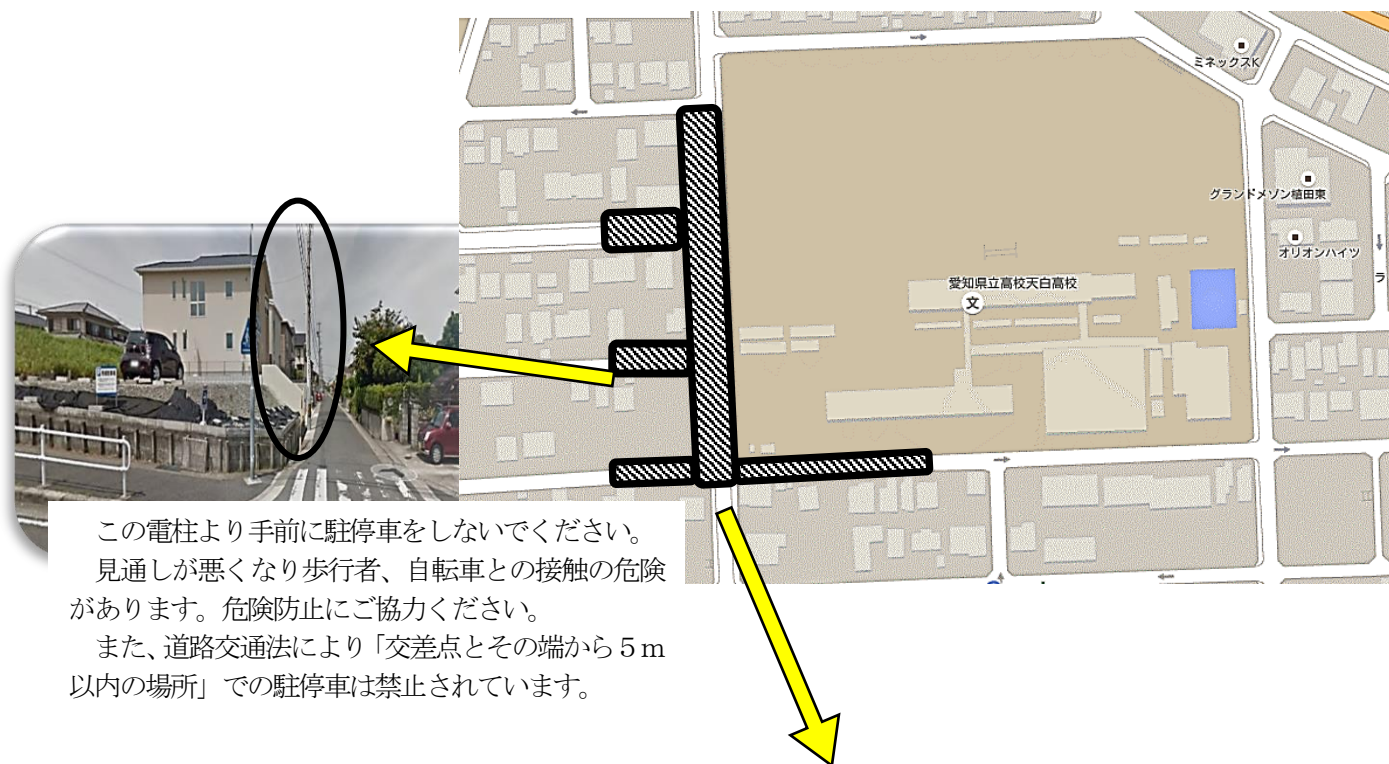 ミネックスK
グランドメゾン植田東
オリオンハイツ
ラ
愛知県立高校天白高校
文
この電柱より手前に駐停車をしないでください。
見通しが悪くなり歩行者、自転車との接触の危険
があります。危険防止にご協力ください。
また、道路交通法により「交差点とその端から５ｍ
以内の場所」での駐停車は禁止されています。